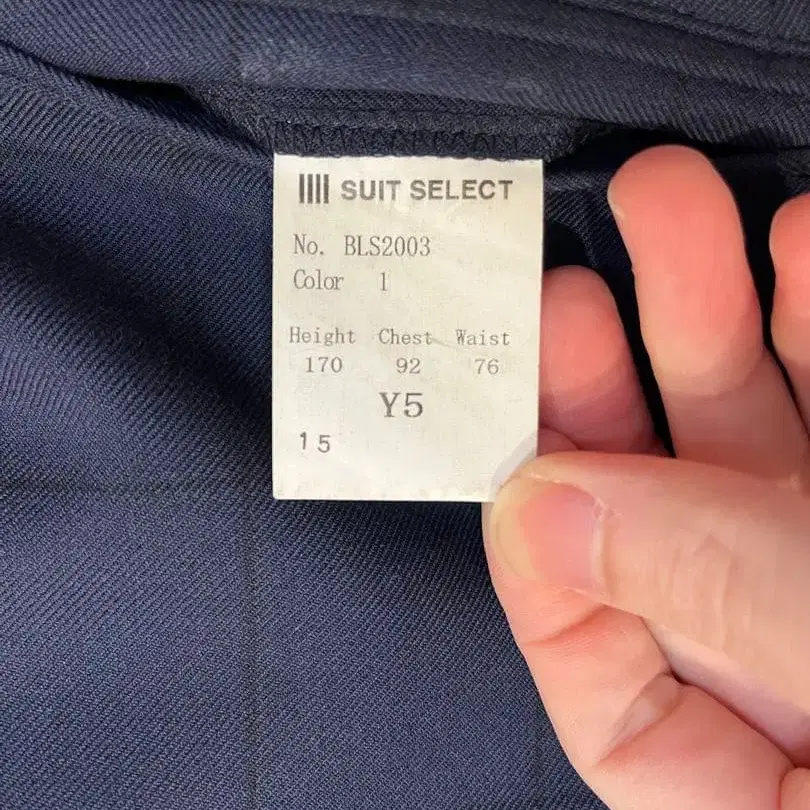 SUIT SELECT
No. BLS2003
Color 1
Height Chest Waist
170 92 76
Y5
15